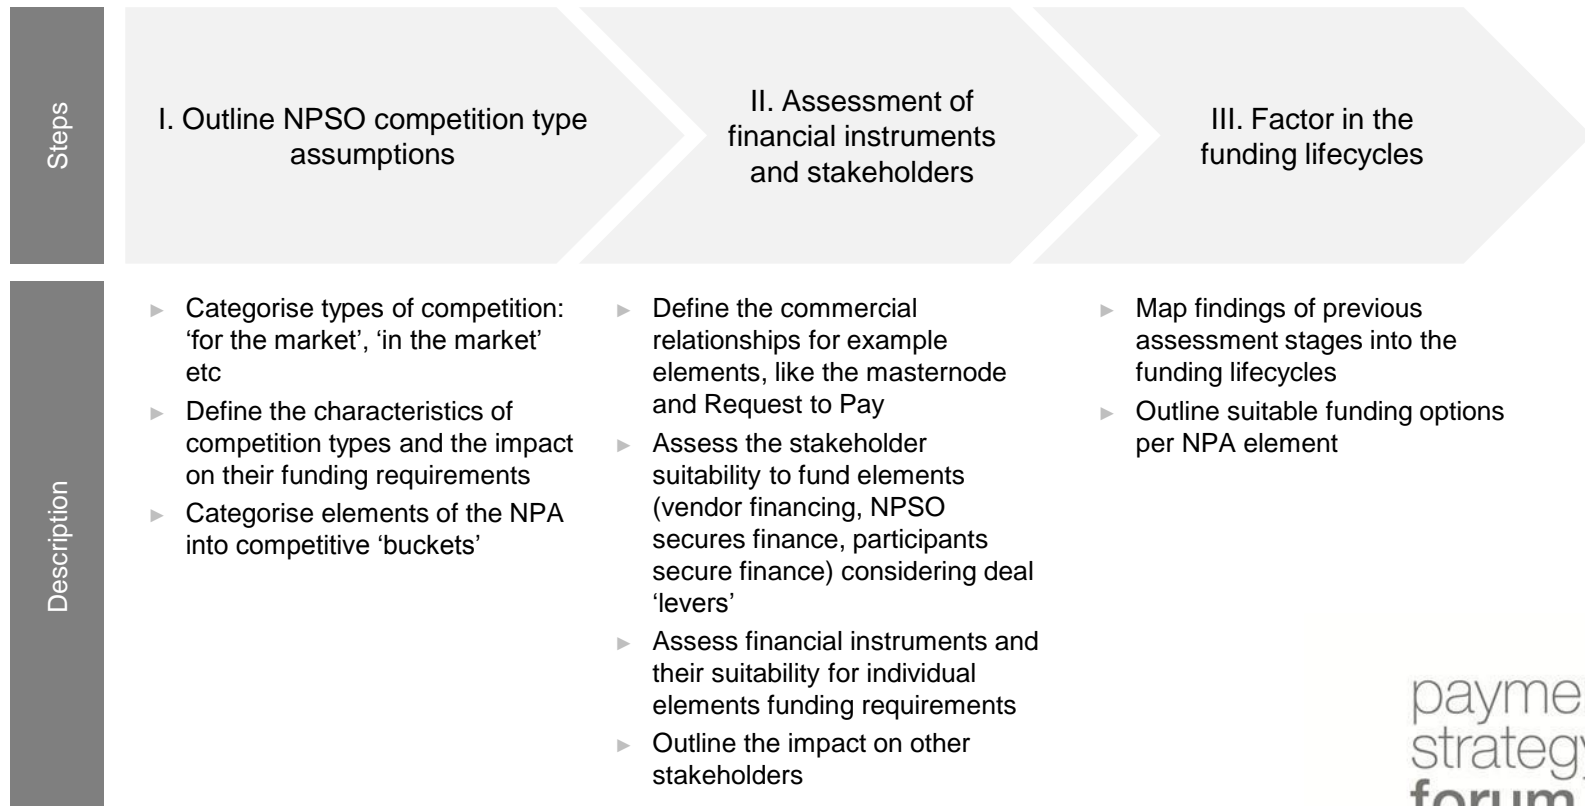 Steps
I. Outline NPSO competition type
assumptions
II. Assessment of
financial instruments
and stakeholders
III. Factor in the
funding lifecycles
Description
► Categorise types of competition:
‘for the market’, ‘in the market’
etc
► Define the characteristics of
competition types and the impact
on their funding requirements
► Categorise elements of the NPA
into competitive ‘buckets’
► Define the commercial
relationships for example
elements, like the masternode
and Request to Pay
► Assess the stakeholder
suitability to fund elements
(vendor financing, NPSO
secures finance, participants
secure finance) considering deal
‘levers’
► Assess financial instruments and
their suitability for individual
elements funding requirements
► Outline the impact on other
stakeholders
► Map findings of previous
assessment stages into the
funding lifecycles
► Outline suitable funding options
per NPA element
payme
strategy
forum